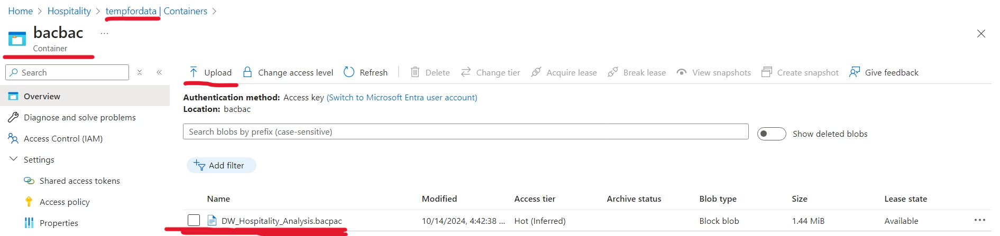 Home > Hospitality > tempfordata | Containers >
bacbac ...
Container
Search
Upload Change access level Refresh Delete Change tier Acquire lease Break lease View snapshots Create snapshot Give feedback
Overview
Diagnose and solve problems
Access Control (IAM)
Settings
Shared access tokens
Access policy
Properties
Authentication method: Access key (Switch to Microsoft Entra user account)
Location: bacbac
Search blobs by prefix (case-sensitive)
Show deleted blobs
Add filter
Name Modified Access tier Archive status Blob type Size Lease state
DW_Hospitality_Analysis.bacpac 10/14/2024, 4:42:38 ... Hot (Inferred) Block blob 1.44 MiB Available ...